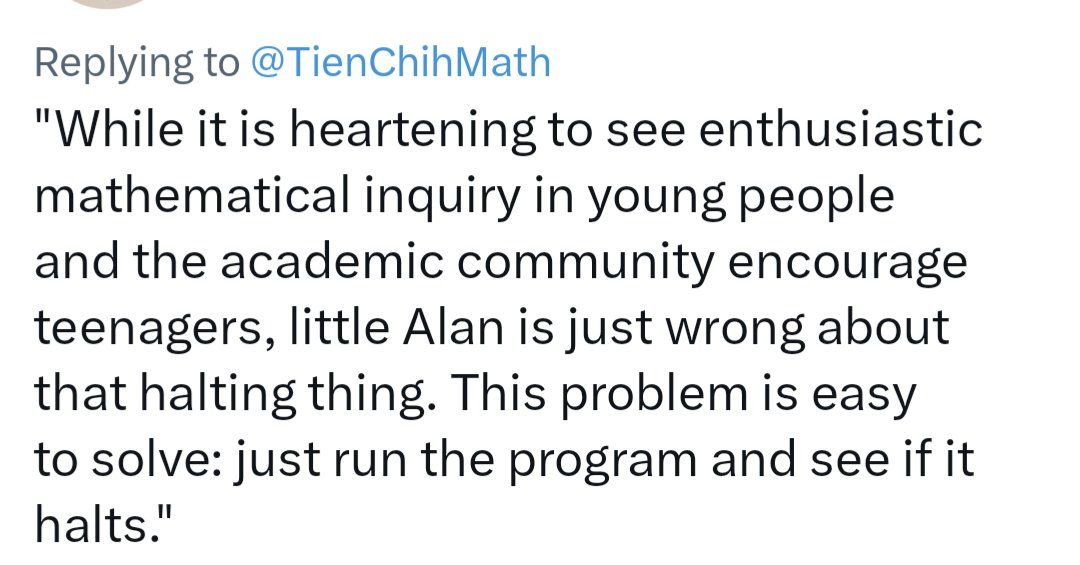 Replying to @TienChihMath
"While it is heartening to see enthusiastic
mathematical inquiry in young people
and the academic community encourage
teenagers, little Alan is just wrong about
that halting thing. This problem is easy
to solve: just run the program and see if it
halts."